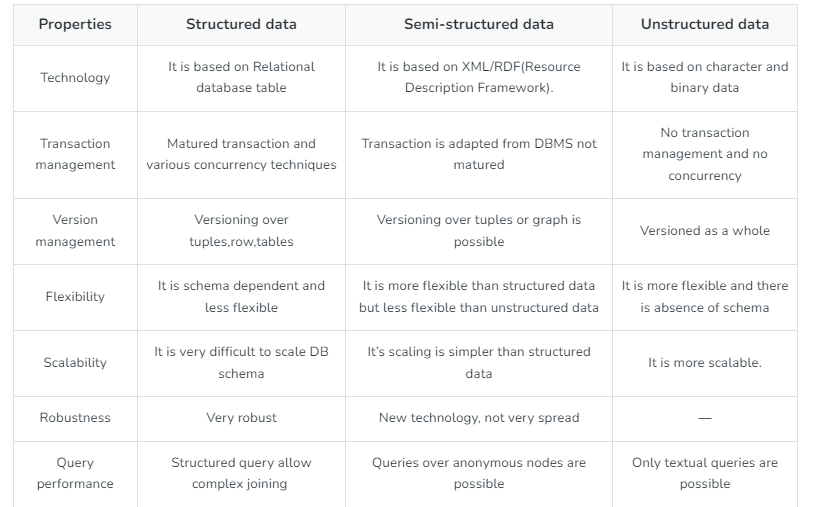 Properties
Structured data
Semi-structured data
Unstructured data
Technology
It is based on Relational
database table
It is based on XML/RDF(Resource
Description Framework).
It is based on character and
binary data
Transaction
management
Matured transaction and
various concurrency techniques
Transaction is adapted from DBMS not
matured
No transaction
management and no
concurrency
Version
management
Versioning over
tuples,row,tables
Versioning over tuples or graph is
possible
Versioned as a whole
Flexibility
It is schema dependent and
less flexible
It is more flexible than structured data
but less flexible than unstructured data
It is more flexible and there
is absence of schema
Scalability
It is very difficult to scale DB
schema
It’s scaling is simpler than structured
data
It is more scalable.
Robustness
Very robust
New technology, not very spread
—
Query
performance
Structured query allow
complex joining
Queries over anonymous nodes are
possible
Only textual queries are
possible